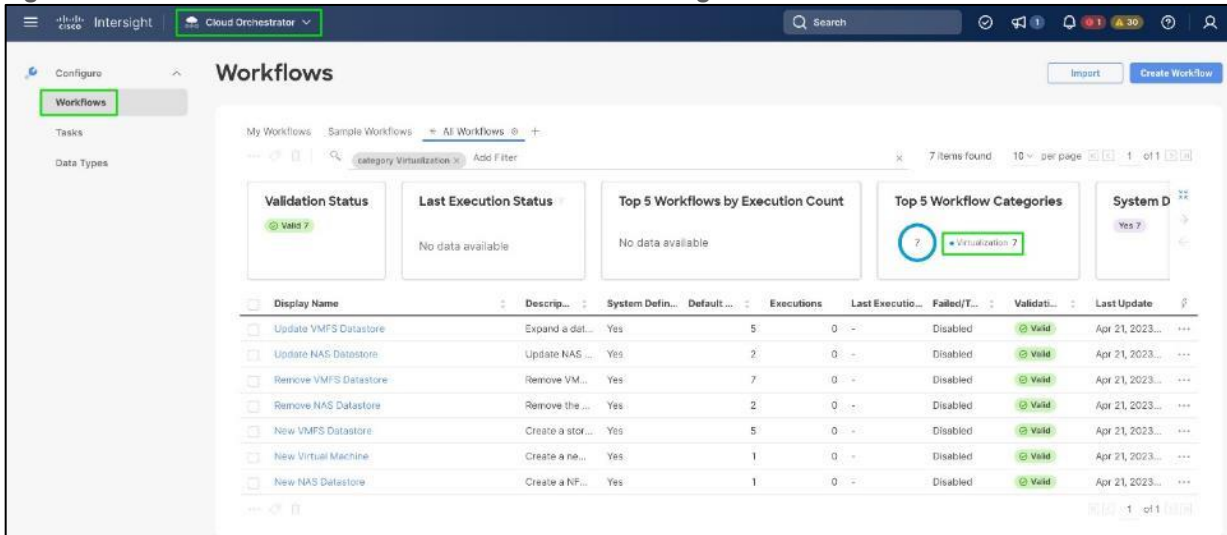 cisco Intersight Cloud Orchestrator Search 1 1 30
Configure
Workflows
Tasks
Data Types
Workflows
Import Create Workflow
My Workflows Sample Workflows All Workflows +
category Virtualization × Add Filter × 7 items found 10 per page 1 of 1
Validation Status
Valid 7
Last Execution Status
No data available
Top 5 Workflows by Execution Count
No data available
Top 5 Workflow Categories
7 Virtualization 7
System D
Yes 7
Display Name Descrip... System Defin... Default ... Executions Last Executio... Failed/T... Validati... Last Update
Update VMFS Datastore Expand a dat... Yes 5 0 - Disabled Valid Apr 21, 2023...
Update NAS Datastore Update NAS ... Yes 2 0 - Disabled Valid Apr 21, 2023...
Remove VMFS Datastore Remove VM... Yes 7 0 - Disabled Valid Apr 21, 2023...
Remove NAS Datastore Remove the ... Yes 2 0 - Disabled Valid Apr 21, 2023...
New VMFS Datastore Create a stor... Yes 5 0 - Disabled Valid Apr 21, 2023...
New Virtual Machine Create a ne... Yes 1 0 - Disabled Valid Apr 21, 2023...
New NAS Datastore Create a NF... Yes 1 0 - Disabled Valid Apr 21, 2023...
1 of 1